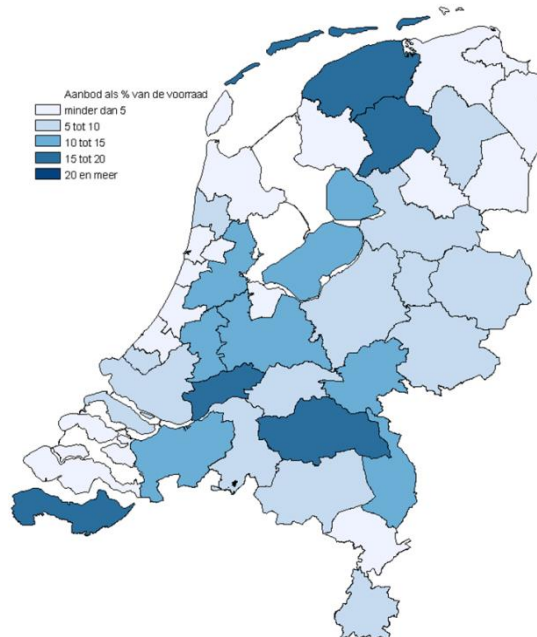 Aanbod als % van de voorraad
minder dan 5
5 tot 10
10 tot 15
15 tot 20
20 en meer